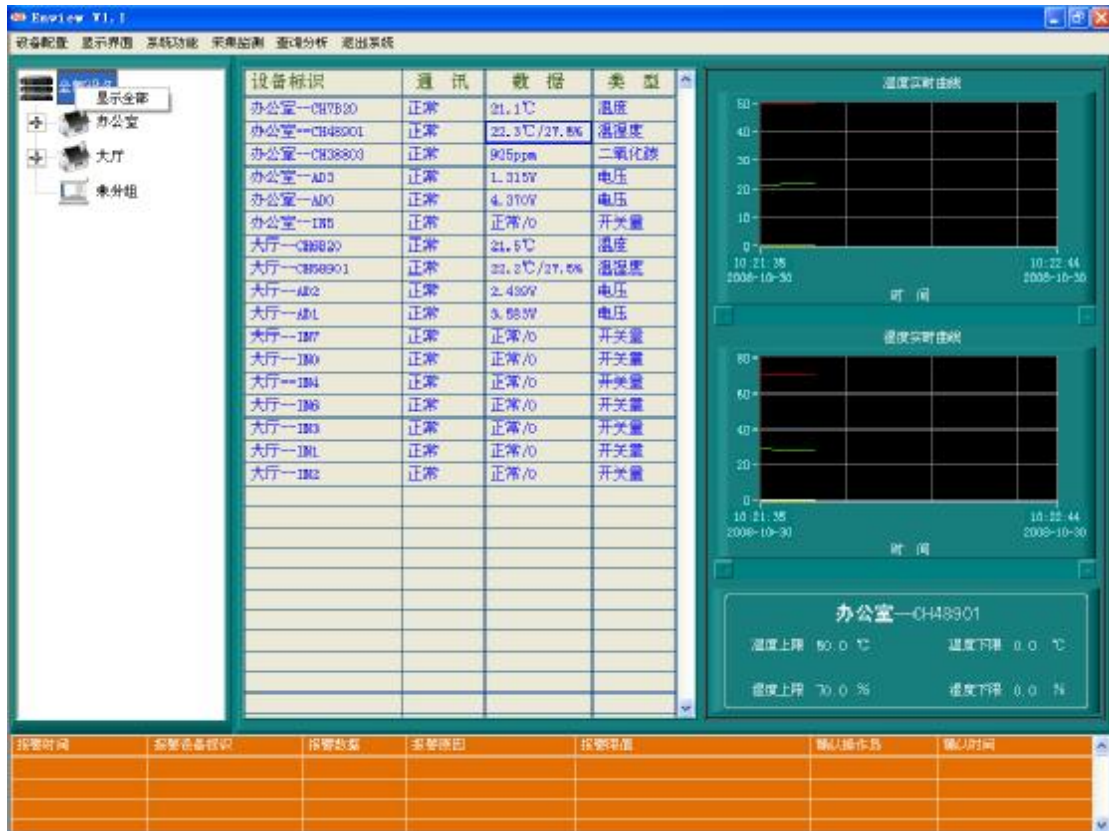 Enview V1.1
设备配置 显示界面 系统功能 采集监测 查询分析 退出系统
全部设备
显示全部
办公室
大厅
未分组
设备标识 通 讯 数 据 类 型
办公室--CH7B20 正常 21.1℃ 温度
办公室--CH48901 正常 22.3℃/27.8% 温湿度
办公室--CH38803 正常 905ppm 二氧化碳
办公室--AD3 正常 1.315V 电压
办公室--AD0 正常 4.370V 电压
办公室--IN5 正常 正常/0 开关量
大厅--CH6B20 正常 21.5℃ 温度
大厅--CH58901 正常 22.2℃/27.6% 温湿度
大厅--AD2 正常 2.439V 电压
大厅--AD1 正常 3.583V 电压
大厅--IN7 正常 正常/0 开关量
大厅--IN0 正常 正常/0 开关量
大厅--IN4 正常 正常/0 开关量
大厅--IN6 正常 正常/0 开关量
大厅--IN3 正常 正常/0 开关量
大厅--IN1 正常 正常/0 开关量
大厅--IN2 正常 正常/0 开关量
温度实时曲线
50
40
30
20
10
0
10:21:35 10:22:44
2008-10-30 2008-10-30
时 间
湿度实时曲线
80
60
40
20
0
10:21:35 10:22:44
2008-10-30 2008-10-30
时 间
办公室--CH48901
温度上限 50.0 ℃ 温度下限 0.0 ℃
湿度上限 70.0 % 湿度下限 0.0 %
报警时间 报警设备标识 报警数据 报警原因 报警限值 确认操作员 确认时间